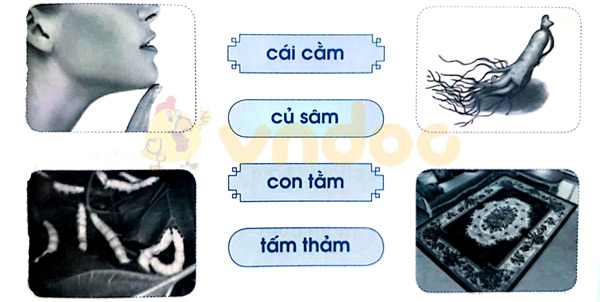 cái cằm
củ sâm
vndoc
con tằm
tấm thảm